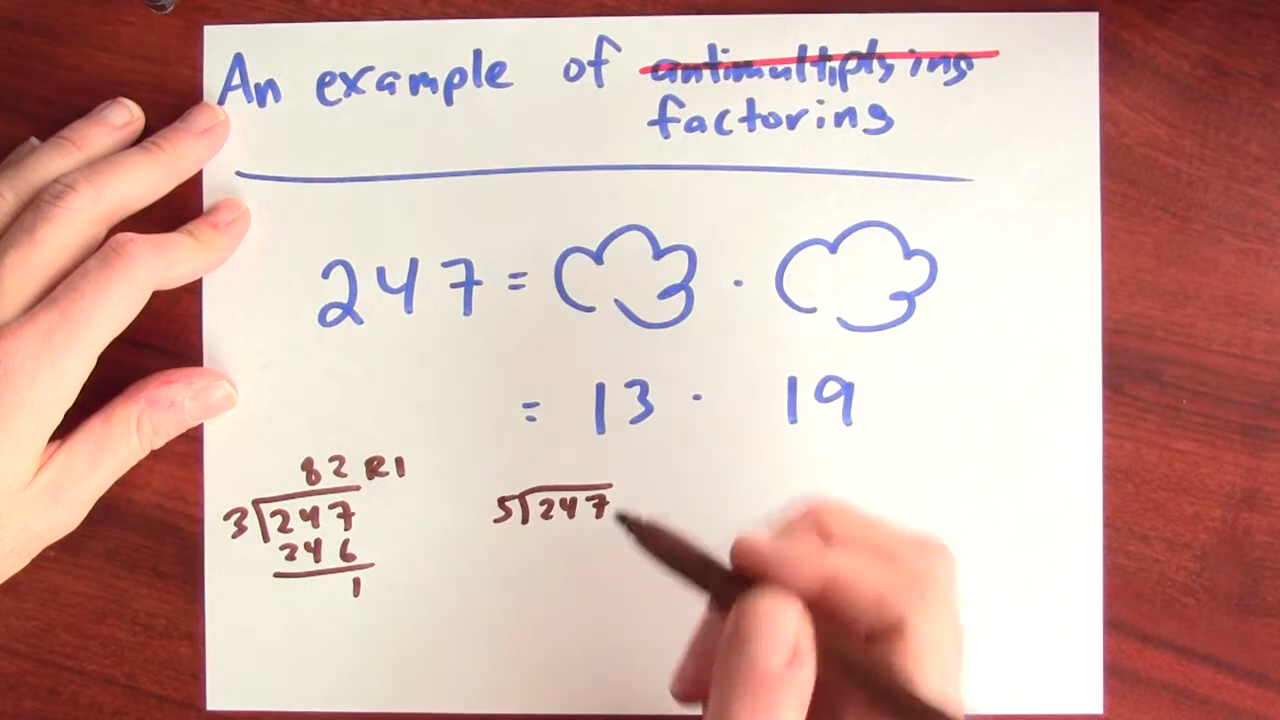 An example of antimultiplying
factoring
247 = ·
= 13 · 19
82 R1
3 247
246
1
5 247